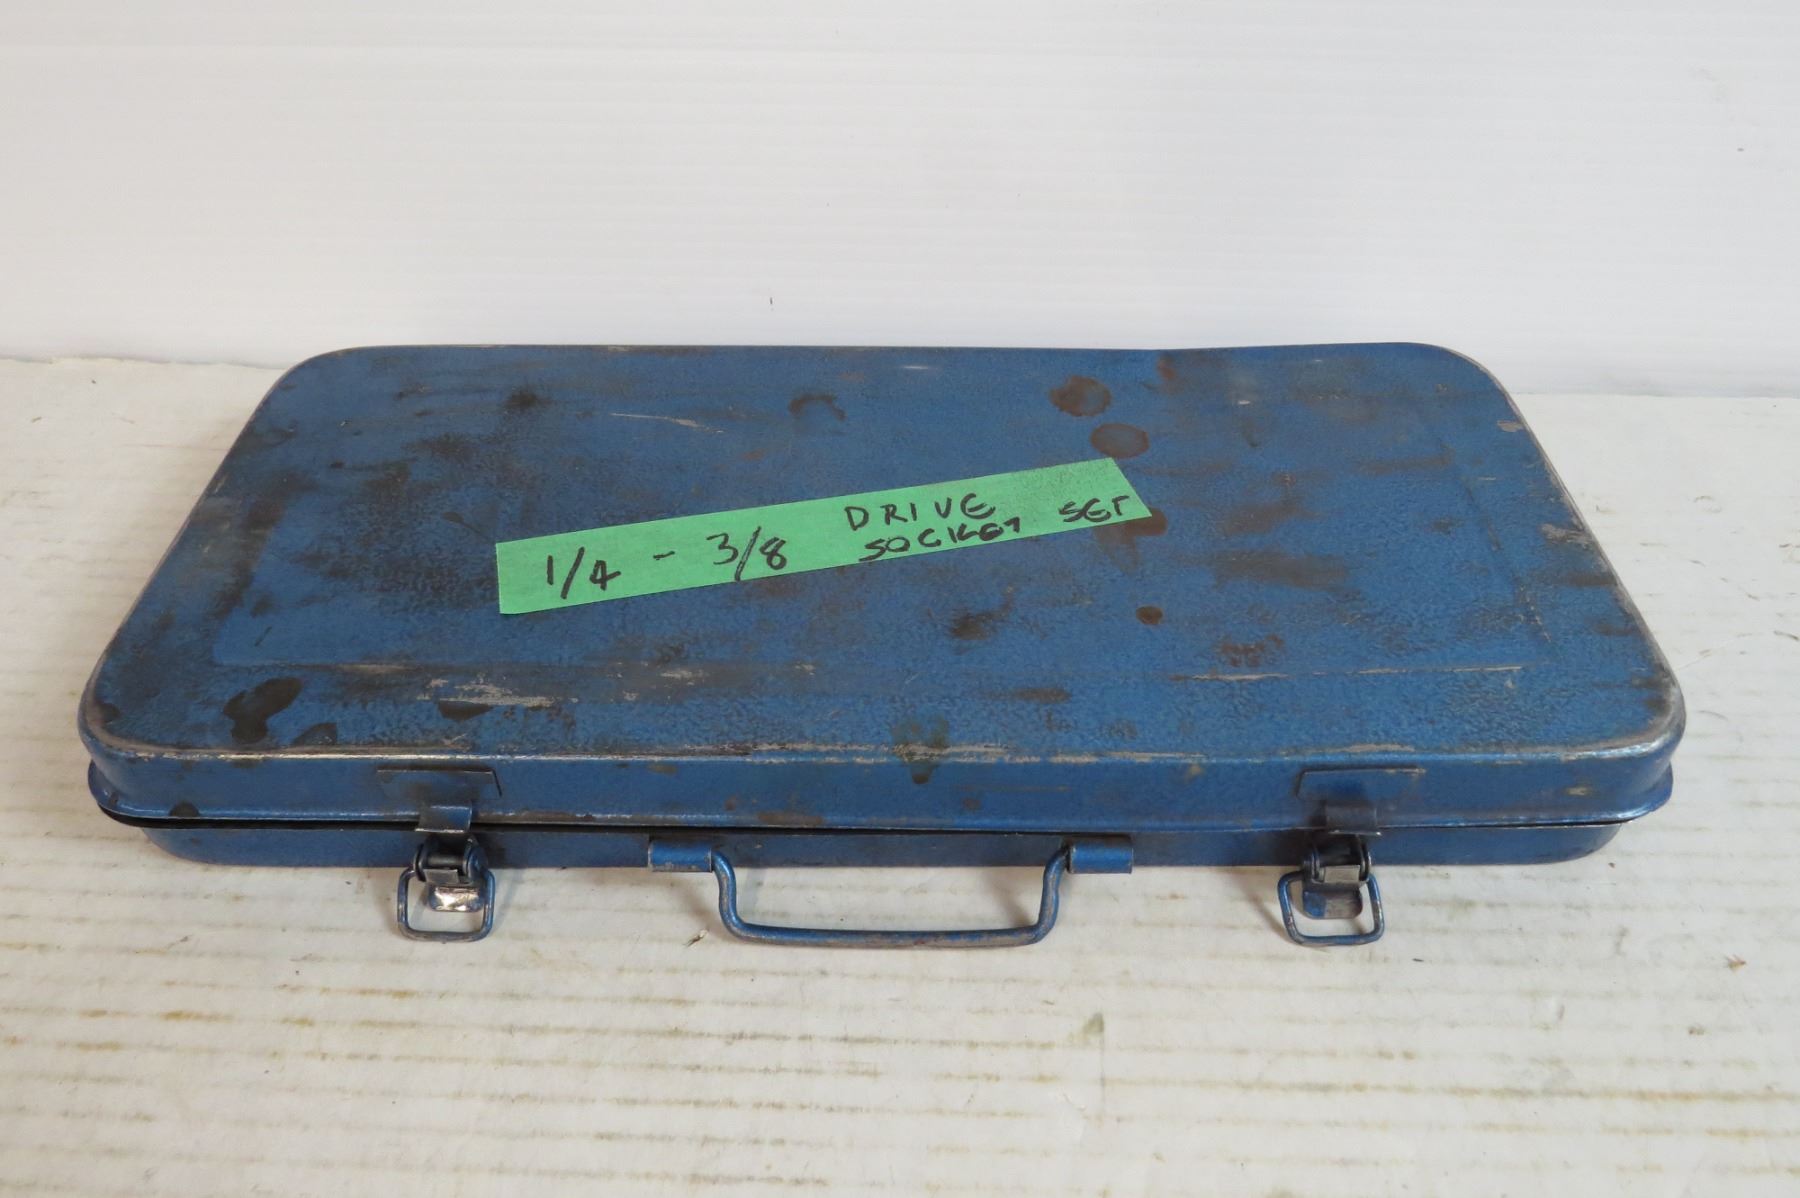 1/4 - 3/8 DRIVE
SOCKET SET